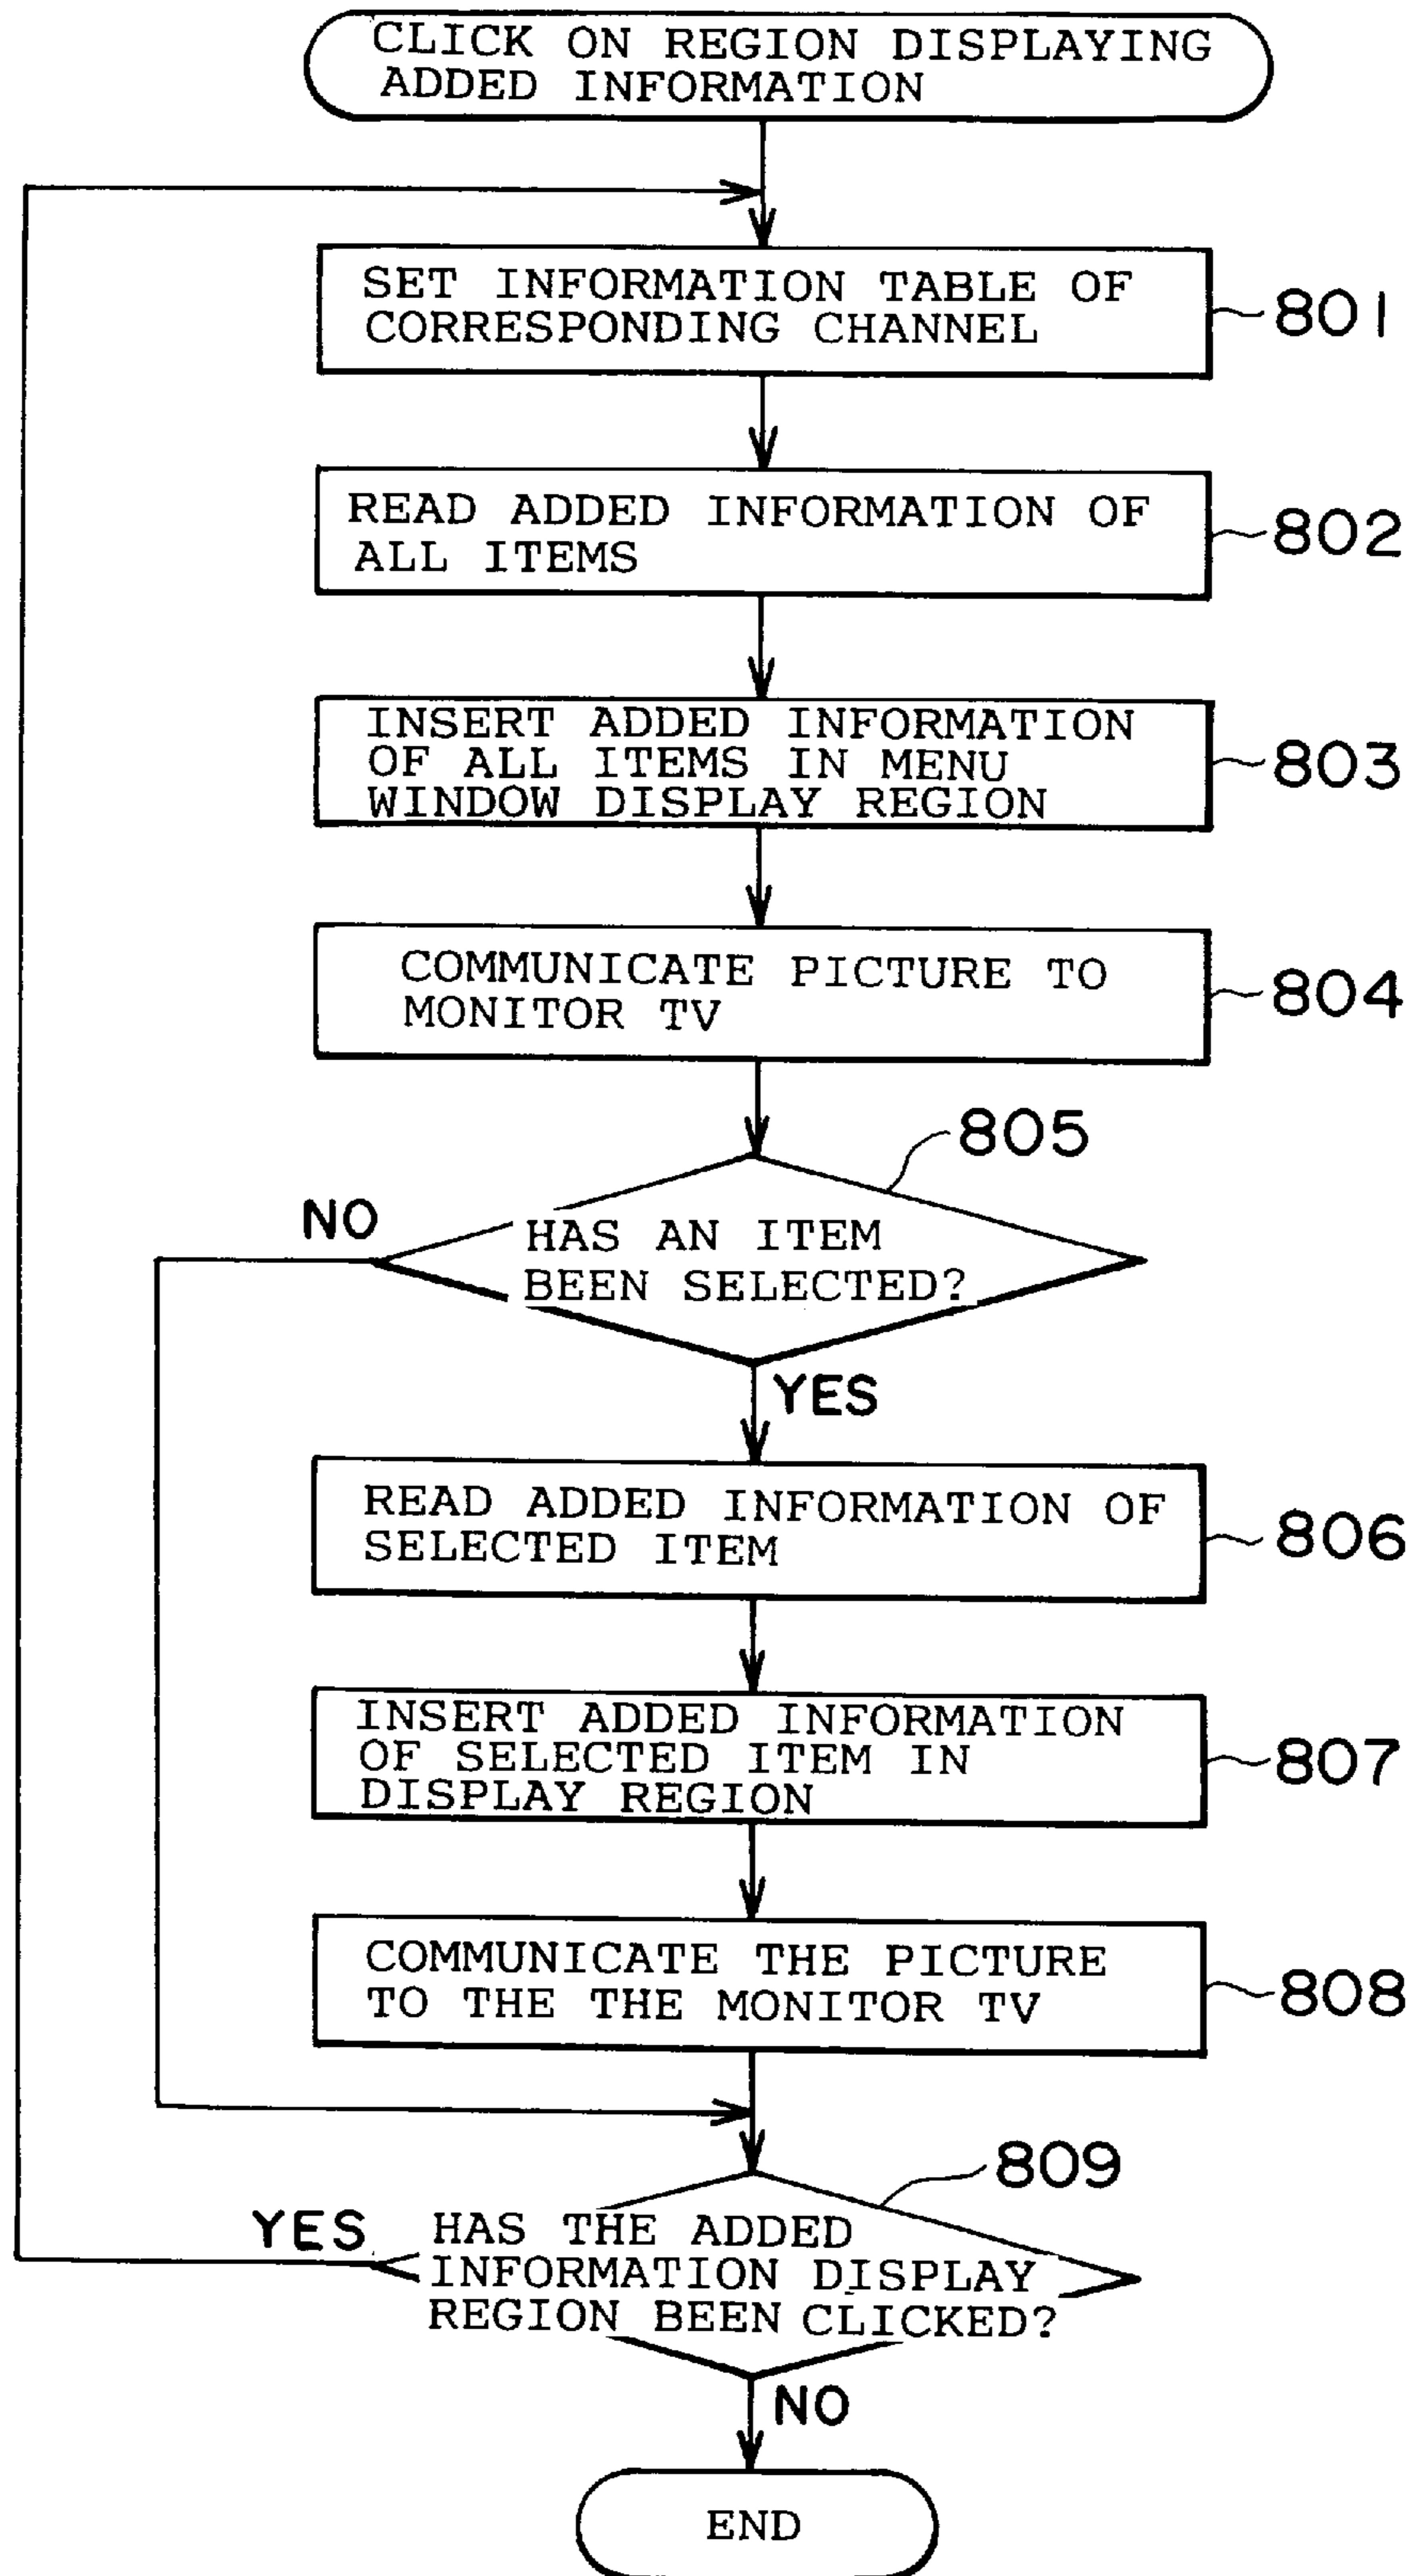 CLICK ON REGION DISPLAYING
ADDED INFORMATION
SET INFORMATION TABLE OF
CORRESPONDING CHANNEL
801
READ ADDED INFORMATION OF
ALL ITEMS
802
INSERT ADDED INFORMATION
OF ALL ITEMS IN MENU
WINDOW DISPLAY REGION
803
COMMUNICATE PICTURE TO
MONITOR TV
804
805
NO
HAS AN ITEM
BEEN SELECTED?
YES
READ ADDED INFORMATION OF
SELECTED ITEM
806
INSERT ADDED INFORMATION
OF SELECTED ITEM IN
DISPLAY REGION
807
COMMUNICATE THE PICTURE
TO THE THE MONITOR TV
808
809
YES
HAS THE ADDED
INFORMATION DISPLAY
REGION BEEN CLICKED?
NO
END